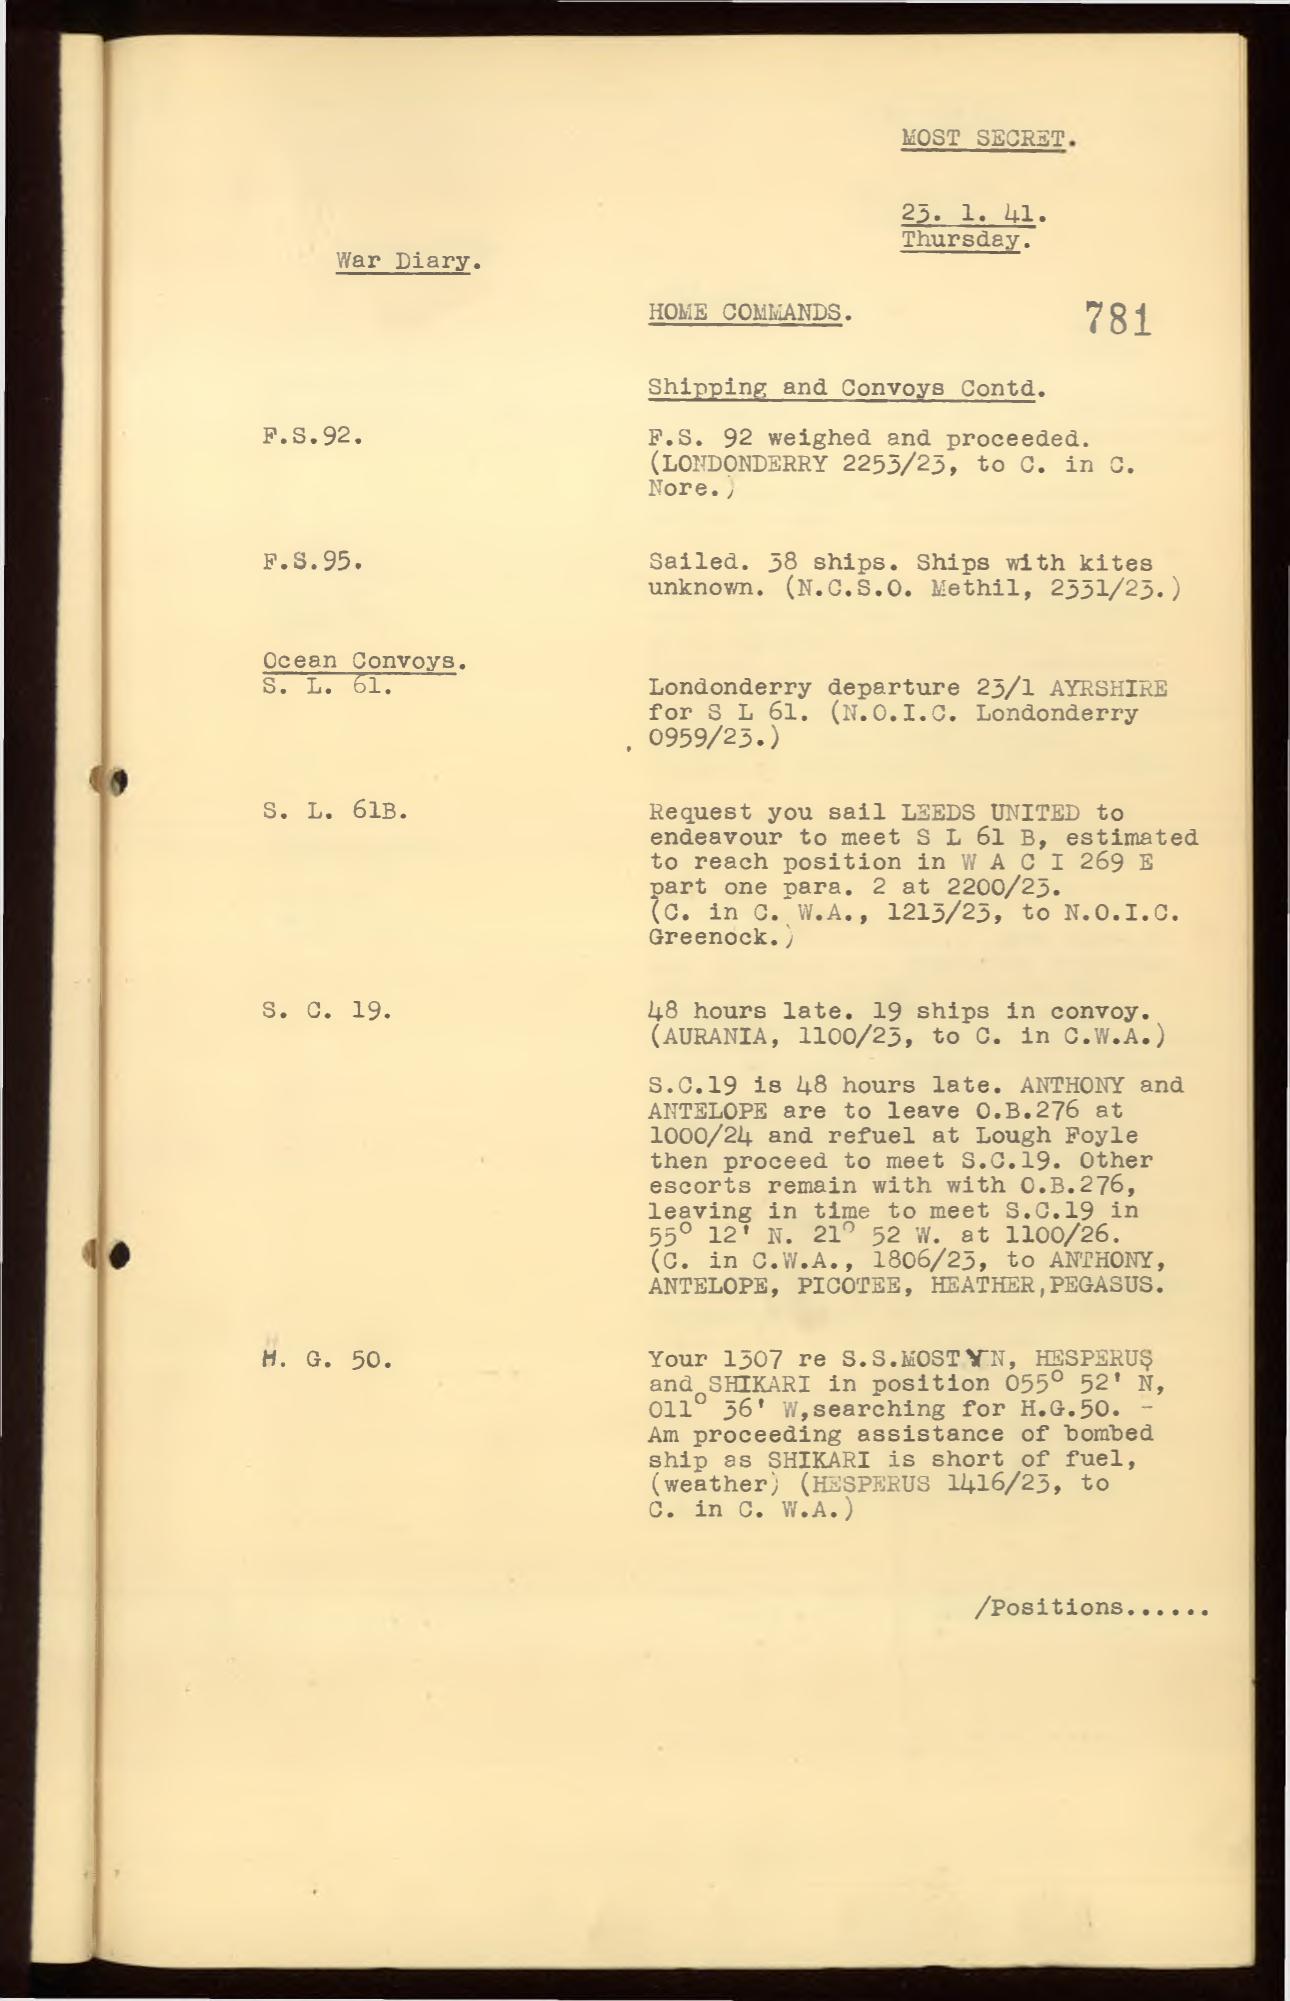 MOST SECRET.
23. 1. 41.
Thursday.
War Diary.
HOME COMMANDS.
781
Shipping and Convoys Contd.
F.S.92.
F.S. 92 weighed and proceeded.
(LONDONDERRY 2253/23, to C. in C.
Nore.)
F.S.95.
Sailed. 38 ships. Ships with kites
unknown. (N.C.S.O. Methil, 2331/23.)
Ocean Convoys.
S. L. 61.
Londonderry departure 23/1 AYRSHIRE
for S L 61. (N.O.I.C. Londonderry
0959/23.)
S. L. 61B.
Request you sail LEEDS UNITED to
endeavour to meet S L 61 B, estimated
to reach position in W A C I 269 E
part one para. 2 at 2200/23.
(C. in C. W.A., 1213/23, to N.O.I.C.
Greenock.)
S. C. 19.
48 hours late. 19 ships in convoy.
(AURANIA, 1100/23, to C. in C.W.A.)
S.C.19 is 48 hours late. ANTHONY and
ANTELOPE are to leave O.B.276 at
1000/24 and refuel at Lough Foyle
then proceed to meet S.C.19. Other
escorts remain with with O.B.276,
leaving in time to meet S.C.19 in
55° 12' N. 21° 52 W. at 1100/26.
(C. in C.W.A., 1806/23, to ANTHONY,
ANTELOPE, PICOTEE, HEATHER,PEGASUS.
H. G. 50.
Your 1307 re S.S.MOSTYN, HESPERUS
and SHIKARI in position 055° 52' N,
011° 36' W,searching for H.G.50. -
Am proceeding assistance of bombed
ship as SHIKARI is short of fuel,
(weather) (HESPERUS 1416/23, to
C. in C. W.A.)
/Positions......